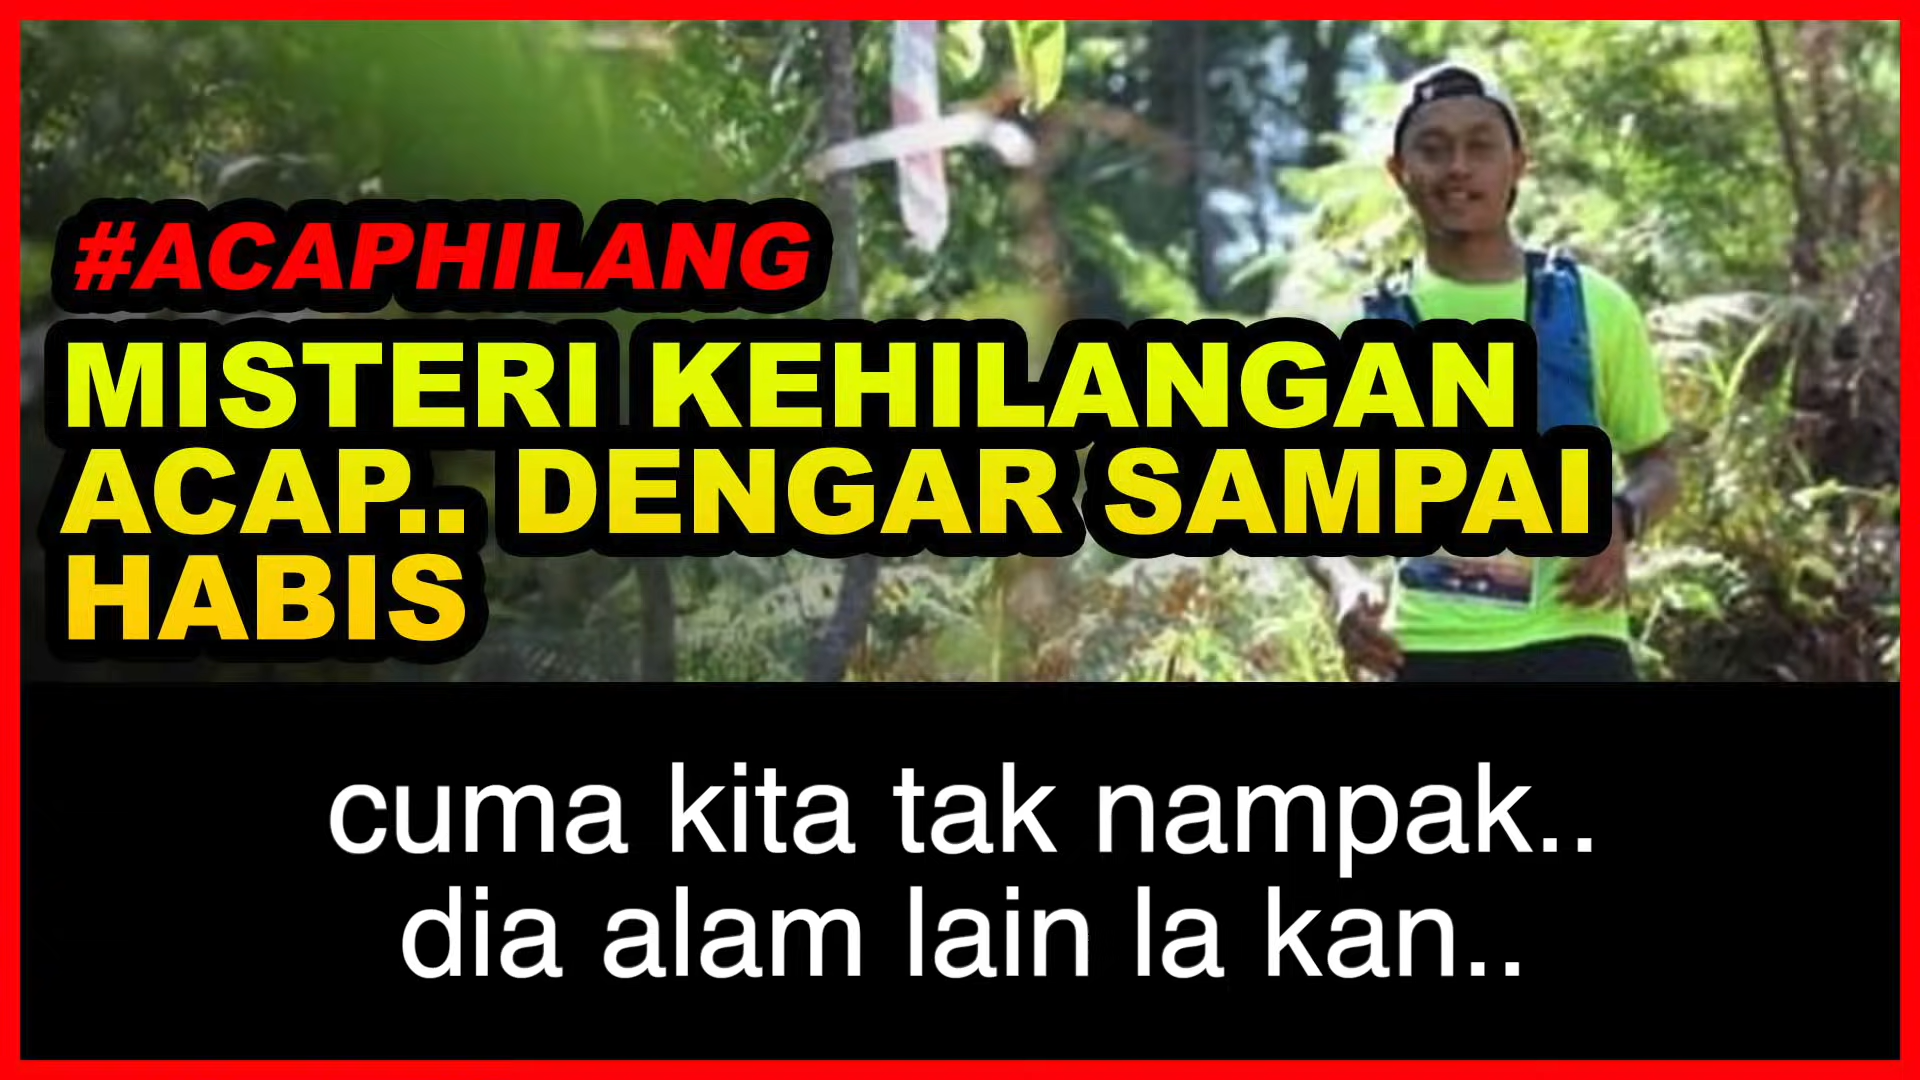 #ACAPHILANG
MISTERI KEHILANGAN
ACAP.. DENGAR SAMPAI
HABIS
cuma kita tak nampak..
dia alam lain la kan..